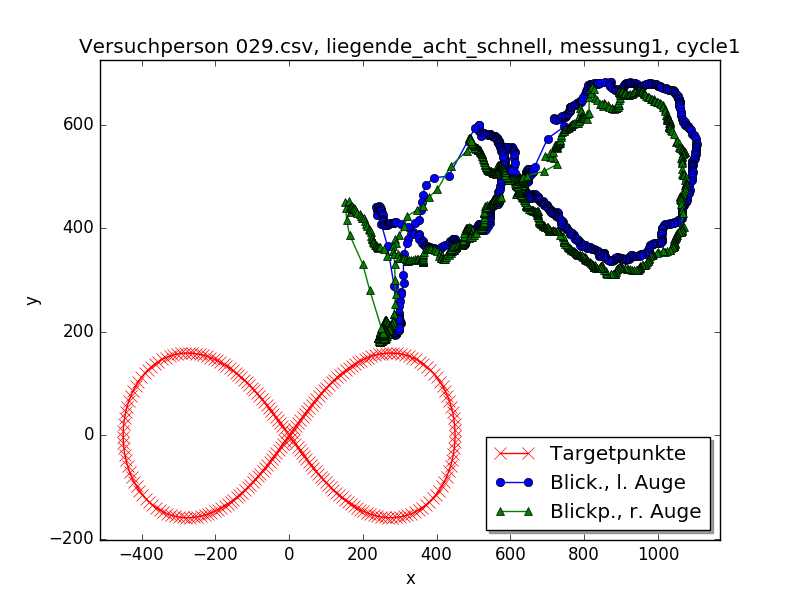 Versuchperson 029.csv, liegende_acht_schnell, messung1, cycle1
y
600
400
200
0
−200
−400
−200
0
200
400
600
800
1000
x
Targetpunkte
Blick., l. Auge
Blickp., r. Auge